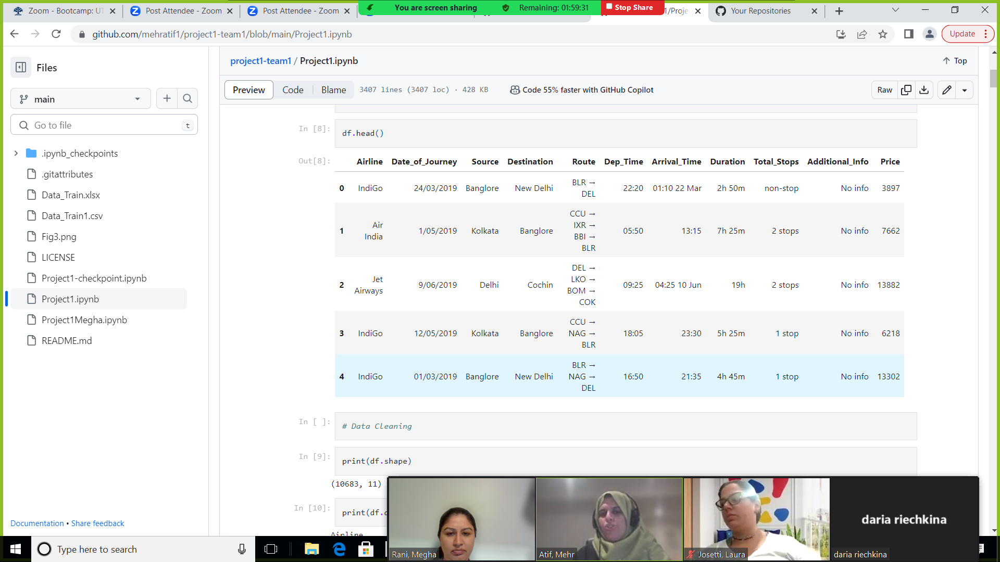 Zoom - Bootcamp: UT
Post Attendee - Zoom
Post Attendee - Zoom
You are screen sharing
Remaining: 01:59:31
Stop Share
1/Proje
Your Repositories
github.com/mehratif1/project1-team1/blob/main/Project1.ipynb
Update
Files
main
Go to file
t
.ipynb_checkpoints
.gitattributes
Data_Train.xlsx
Data_Train1.csv
Fig3.png
LICENSE
Project1-checkpoint.ipynb
Project1.ipynb
Project1Megha.ipynb
README.md
Documentation • Share feedback
project1-team1 / Project1.ipynb
Top
Preview Code Blame 3407 lines (3407 loc) · 428 KB Code 55% faster with GitHub Copilot Raw
In [8]: df.head()
Out[8]: Airline Date_of_Journey Source Destination Route Dep_Time Arrival_Time Duration Total_Stops Additional_Info Price
0 IndiGo 24/03/2019 Banglore New Delhi BLR → DEL 22:20 01:10 22 Mar 2h 50m non-stop No info 3897
1 Air India 1/05/2019 Kolkata Banglore CCU → IXR → BBI → BLR 05:50 13:15 7h 25m 2 stops No info 7662
2 Jet Airways 9/06/2019 Delhi Cochin DEL → LKO → BOM → COK 09:25 04:25 10 Jun 19h 2 stops No info 13882
3 IndiGo 12/05/2019 Kolkata Banglore CCU → NAG → BLR 18:05 23:30 5h 25m 1 stop No info 6218
4 IndiGo 01/03/2019 Banglore New Delhi BLR → NAG → DEL 16:50 21:35 4h 45m 1 stop No info 13302
In [ ]: # Data Cleaning
In [9]: print(df.shape)
(10683, 11)
In [10]: print(df.
Airline
Rani, Megha
Atif, Mehr
Josetti, Laura
daria riechkina
daria riechkina
Type here to search